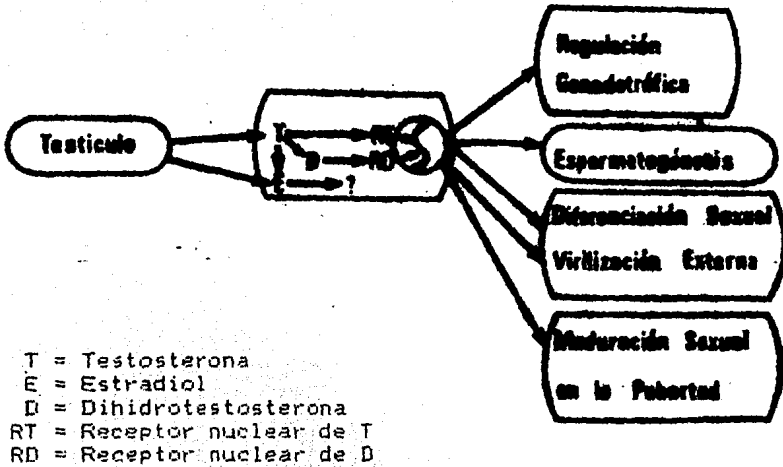 Regulación
Gonadotrófica
Testículo
T
RT
D
RD
E
?
Espermatogénesis
Diferenciación Sexual
Virilización Externa
Maduración Sexual
en la Pubertad
T = Testosterona
E = Estradiol
D = Dihidrotestosterona
RT = Receptor nuclear de T
RD = Receptor nuclear de D